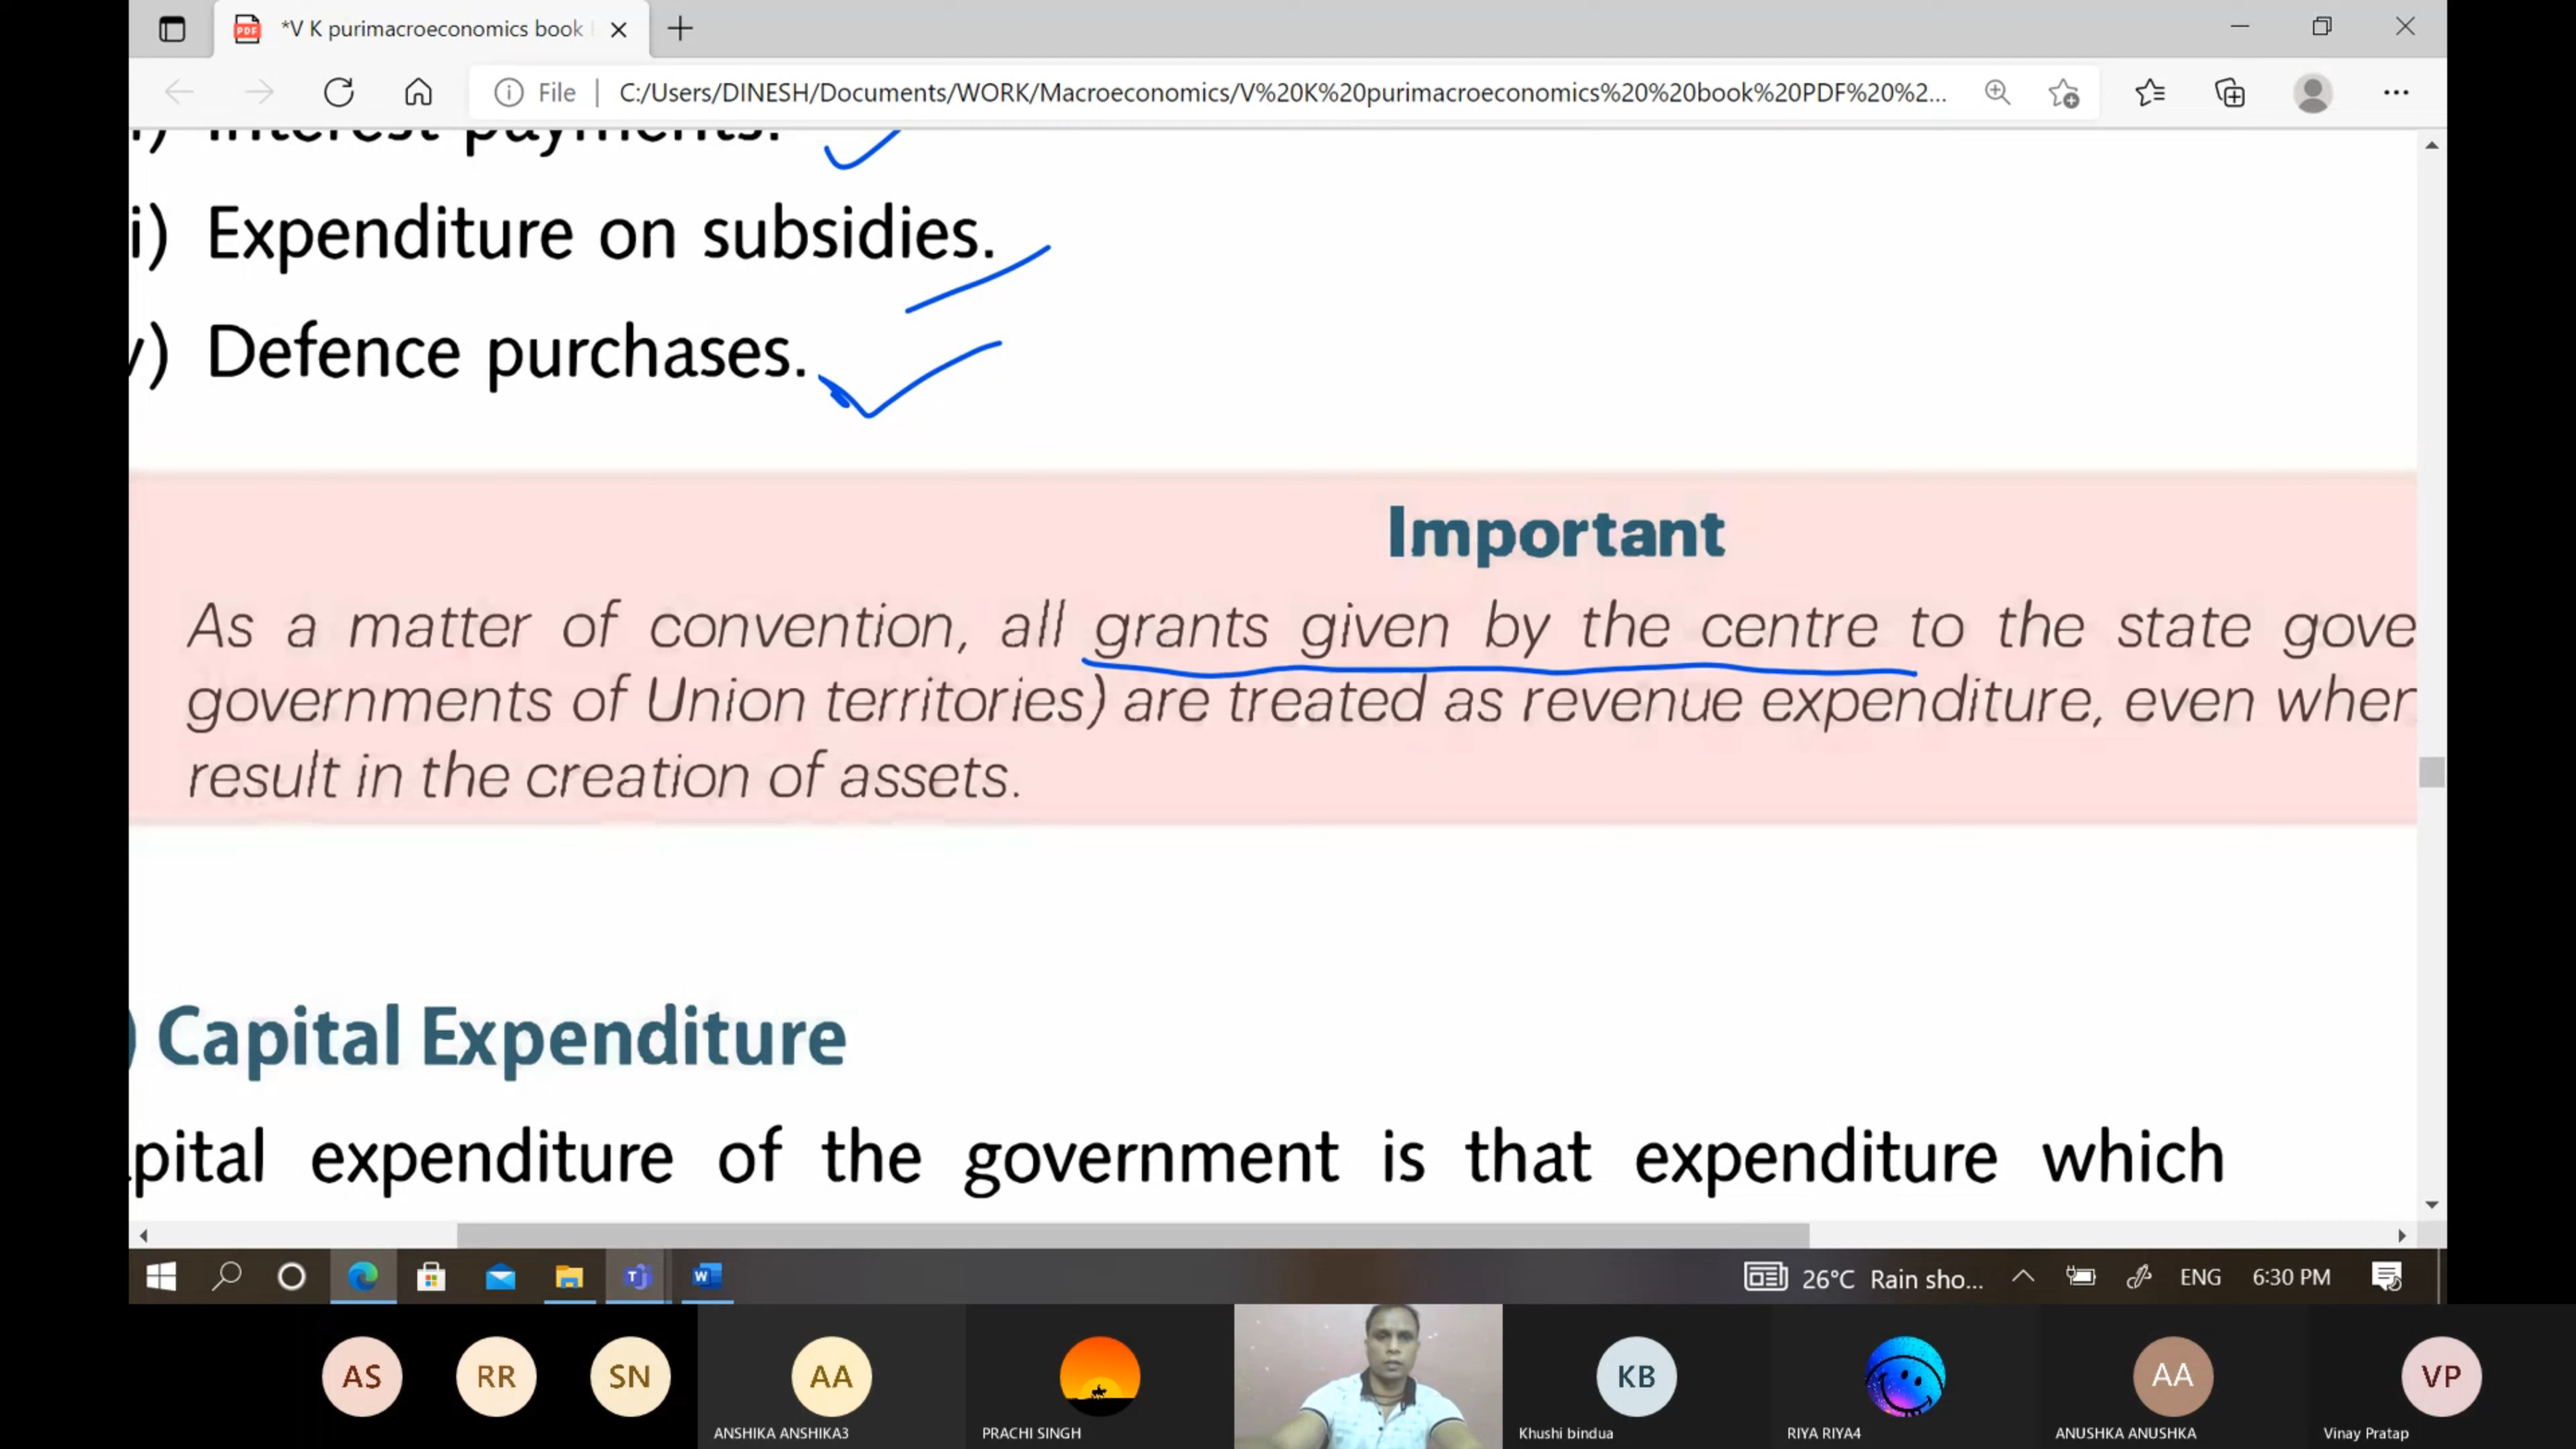 *V K purimacroeconomics book
File C:/Users/DINESH/Documents/WORK/Macroeconomics/V%20K%20purimacroeconomics%20%20book%20PDF%20%2...
Interest payments.
i) Expenditure on subsidies.
v) Defence purchases.
Important
As a matter of convention, all grants given by the centre to the state gove
governments of Union territories) are treated as revenue expenditure, even wher
result in the creation of assets.
) Capital Expenditure
pital expenditure of the government is that expenditure which
26°C Rain sho... ENG 6:30 PM
AS RR SN AA KB AA VP
ANSHIKA ANSHIKA3 PRACHI SINGH Khushi bindua RIYA RIYA4 ANUSHKA ANUSHKA Vinay Pratap